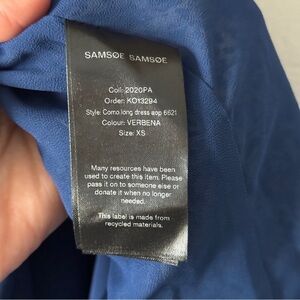 SAMSØE SAMSØE
Coll: 2020PA
Order: KO13294
Style: Como long dress aop 6621
Colour: VERBENA
Size: XS
Many resources have been
used to create this item. Please
pass it on to someone else or
donate it when no longer
needed.
This label is made from
recycled materials.